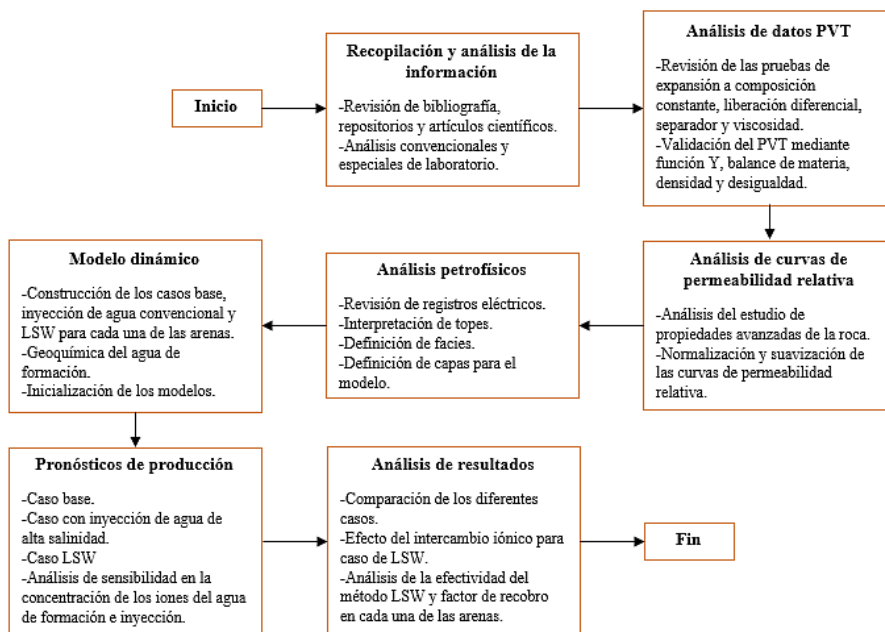 Inicio
Recopilación y análisis de la
información
-Revisión de bibliografía,
repositorios y artículos científicos.
-Análisis convencionales y
especiales de laboratorio.
Análisis de datos PVT
-Revisión de las pruebas de
expansión a composición
constante, liberación diferencial,
separador y viscosidad.
-Validación del PVT mediante
función Y, balance de materia,
densidad y desigualdad.
Análisis de curvas de
permeabilidad relativa
-Análisis del estudio de
propiedades avanzadas de la roca.
-Normalización y suavización de
las curvas de permeabilidad
relativa.
Análisis petrofísicos
-Revisión de registros eléctricos.
-Interpretación de topes.
-Definición de facies.
-Definición de capas para el
modelo.
Modelo dinámico
-Construcción de los casos base,
inyección de agua convencional y
LSW para cada una de las arenas.
-Geoquímica del agua de
formación.
-Inicialización de los modelos.
Pronósticos de producción
-Caso base.
-Caso con inyección de agua de
alta salinidad.
-Caso LSW
-Análisis de sensibilidad en la
concentración de los iones del agua
de formación e inyección.
Análisis de resultados
-Comparación de los diferentes
casos.
-Efecto del intercambio iónico para
caso de LSW.
-Análisis de la efectividad del
método LSW y factor de recobro
en cada una de las arenas.
Fin